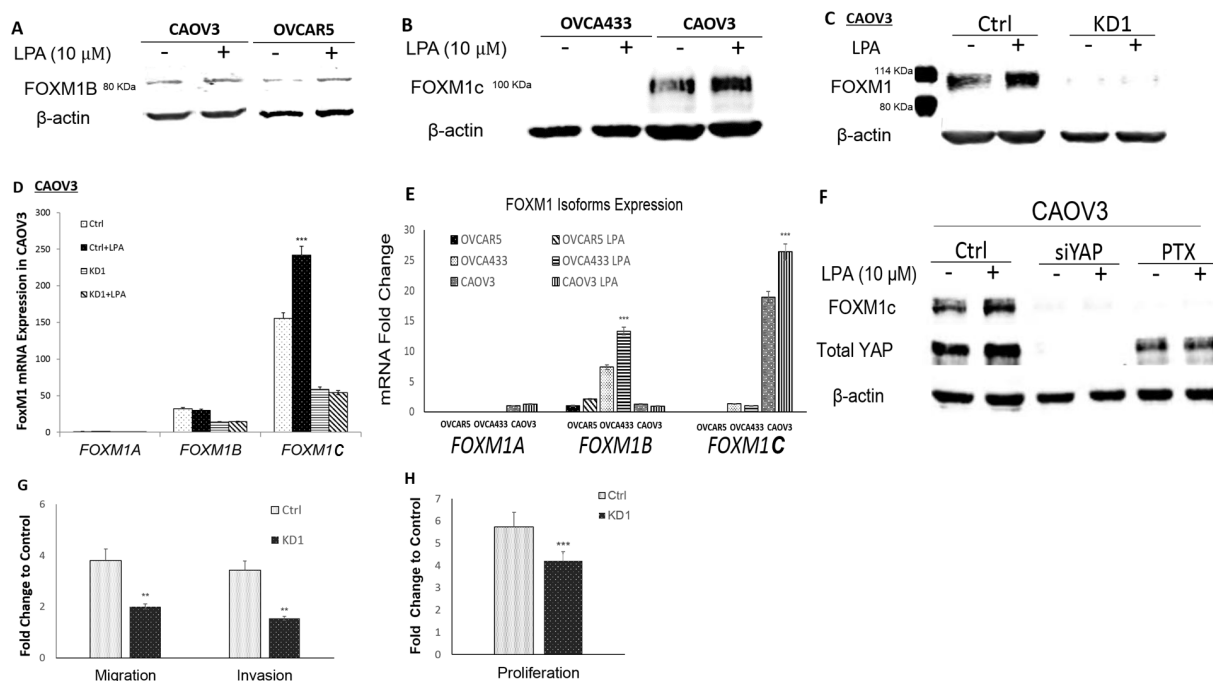 A
CAOV3 OVCAR5
LPA (10 μM) - + - +
FOXM1B 80 KDa
β-actin
B
OVCA433 CAOV3
LPA (10 μM) - + - +
FOXM1c 100 KDa
β-actin
C CAOV3 Ctrl KD1
LPA - + - +
114 KDa
FOXM1
80 KDa
β-actin
D CAOV3
FoxM1 mRNA Expression in CAOV3
300
250
200
150
100
50
0
Ctrl
Ctrl+LPA
KD1
KD1+LPA
***
FOXM1A FOXM1B FOXM1C
E
FOXM1 Isoforms Expression
mRNA Fold Change
30
25
20
15
10
5
0
OVCAR5 OVCAR5 LPA
OVCA433 OVCA433 LPA
CAOV3 CAOV3 LPA
***
***
OVCAR5 OVCA433 CAOV3 OVCAR5 OVCA433 CAOV3 OVCAR5 OVCA433 CAOV3
FOXM1A FOXM1B FOXM1C
F
CAOV3
Ctrl siYAP PTX
LPA (10 μM) - + - + - +
FOXM1c
Total YAP
β-actin
G
Fold Change to Control
6
4
2
0
Ctrl
KD1
**
**
Migration Invasion
H
Fold Change to Control
7
6
5
4
3
2
1
0
Ctrl
KD1
***
Proliferation